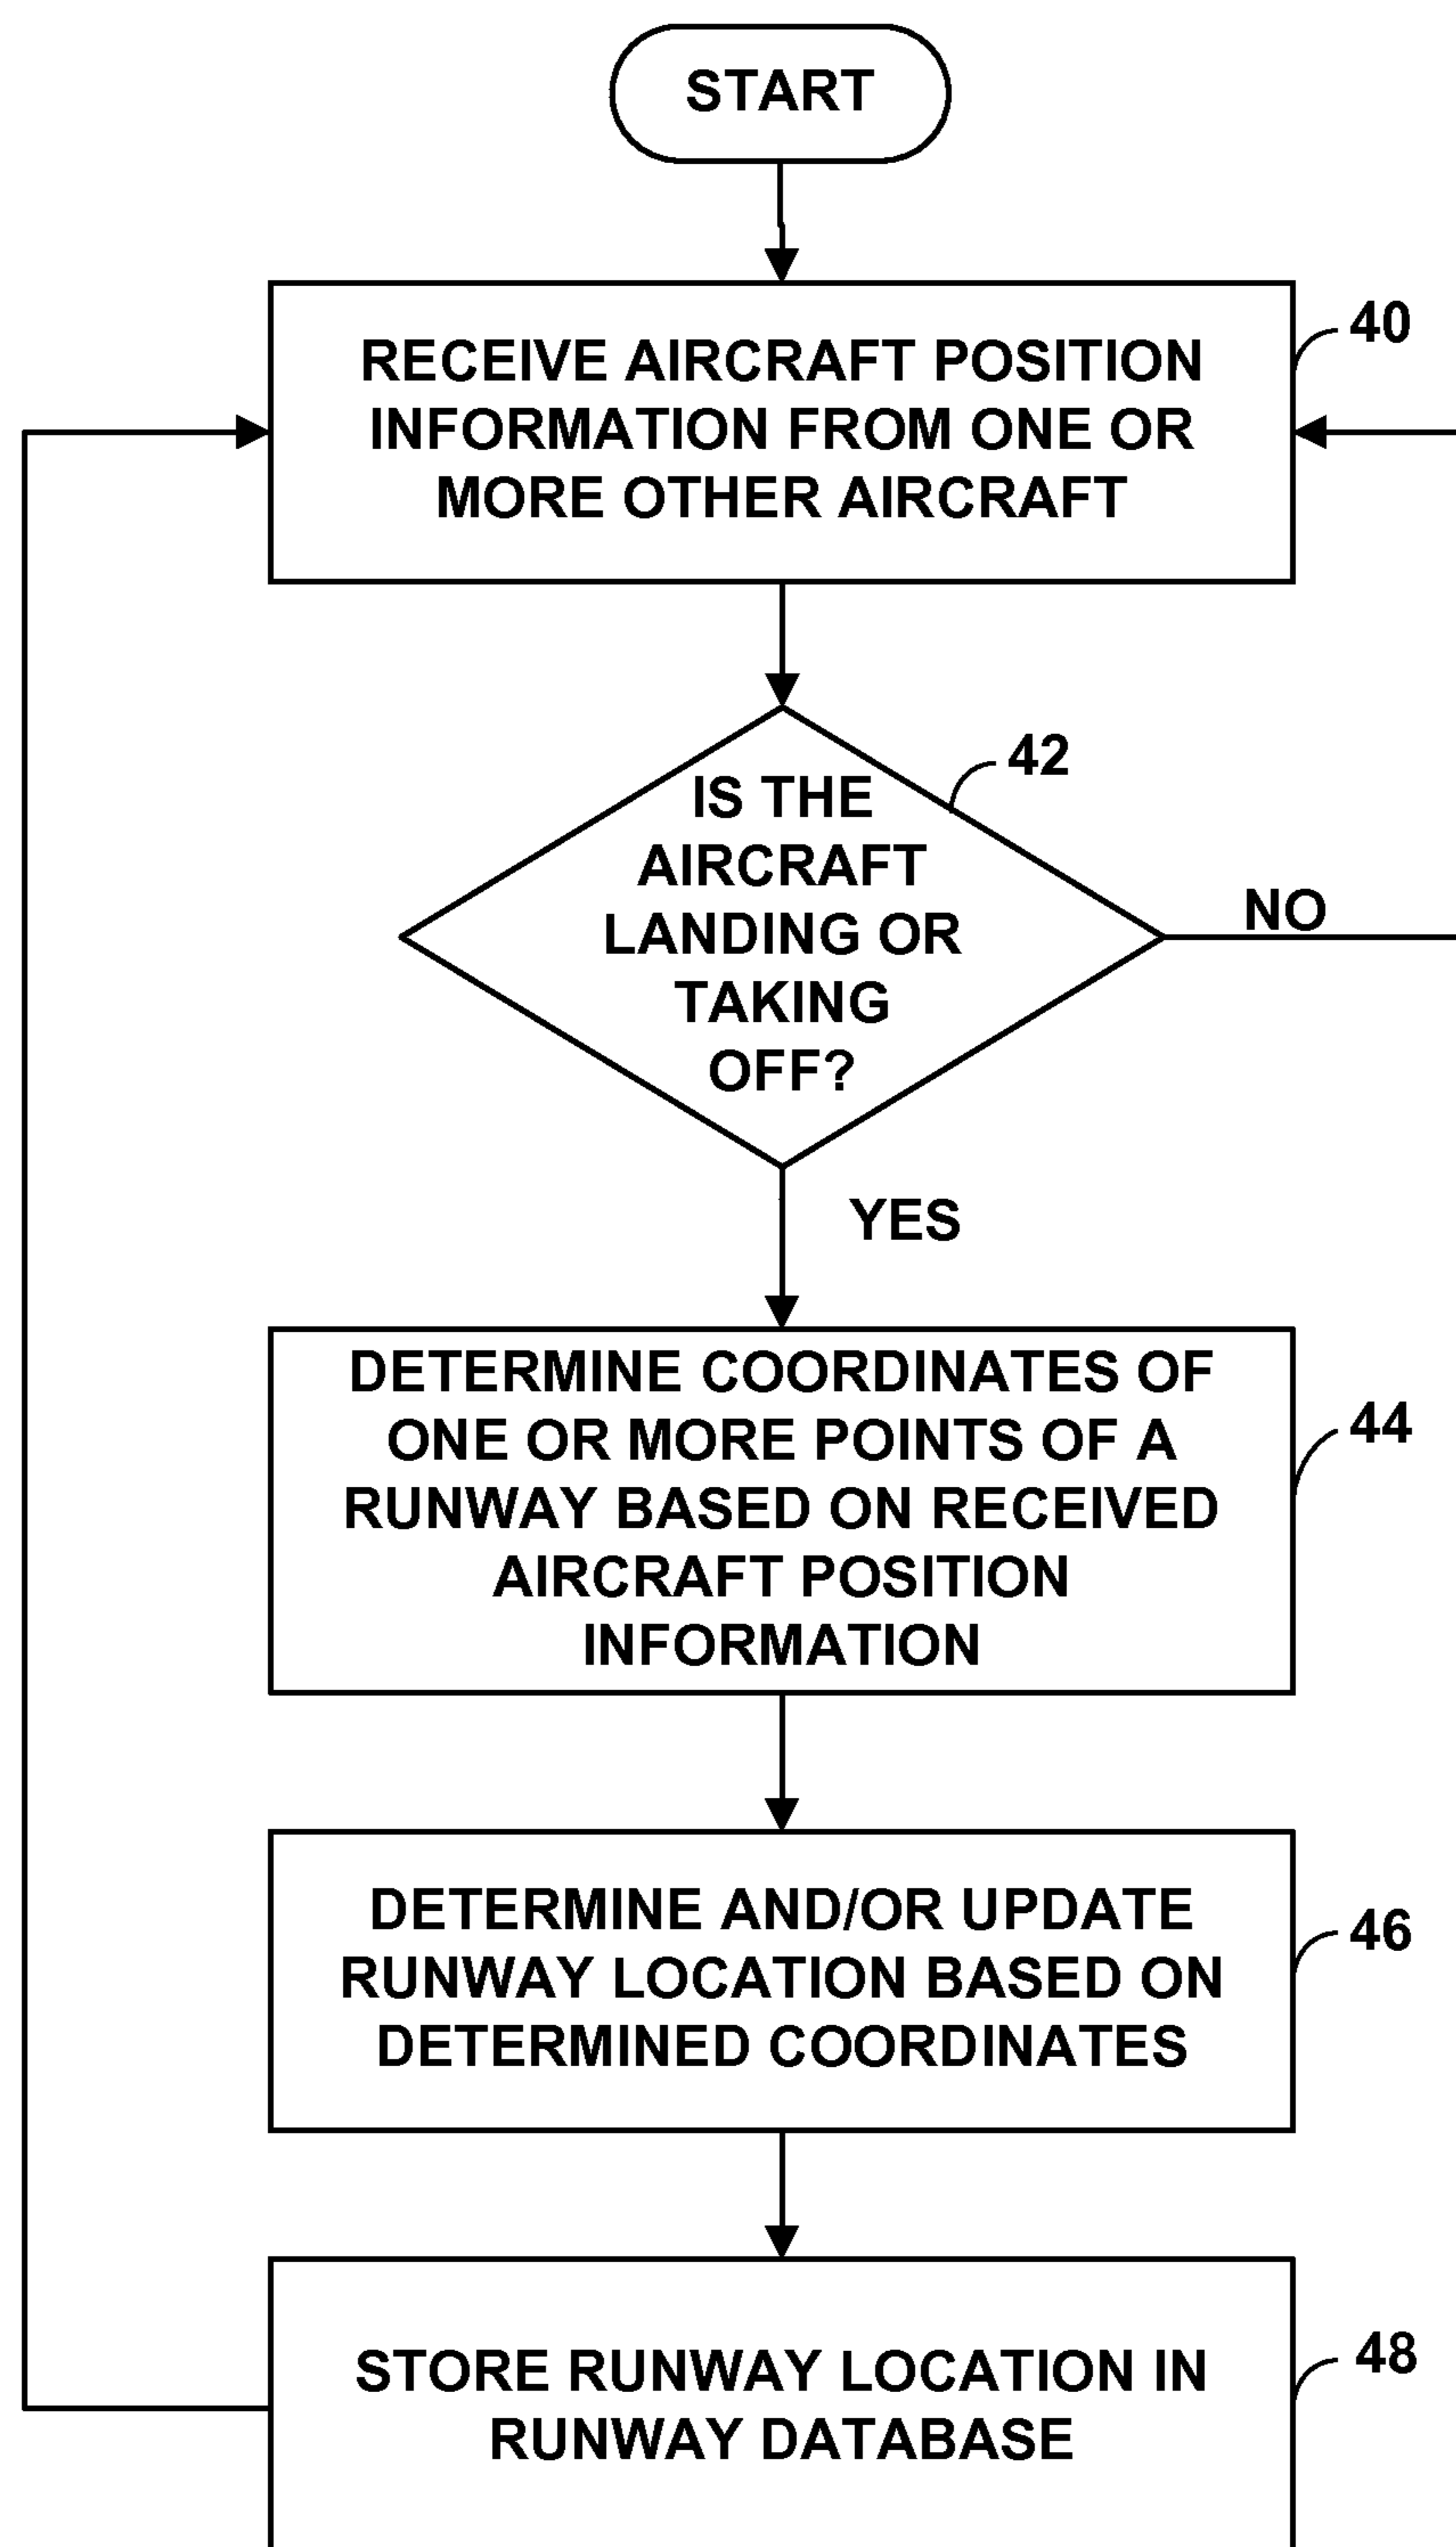 START
RECEIVE AIRCRAFT POSITION
INFORMATION FROM ONE OR
MORE OTHER AIRCRAFT
40
IS THE
AIRCRAFT
LANDING OR
TAKING
OFF?
42
NO
YES
DETERMINE COORDINATES OF
ONE OR MORE POINTS OF A
RUNWAY BASED ON RECEIVED
AIRCRAFT POSITION
INFORMATION
44
DETERMINE AND/OR UPDATE
RUNWAY LOCATION BASED ON
DETERMINED COORDINATES
46
STORE RUNWAY LOCATION IN
RUNWAY DATABASE
48